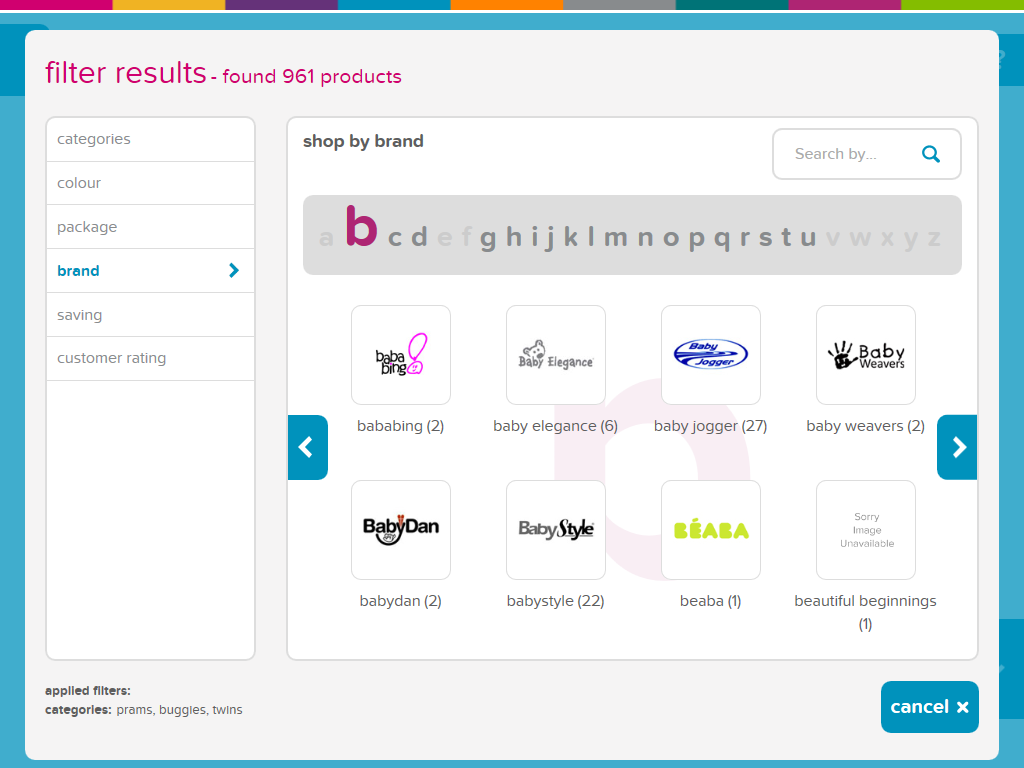 filter results - found 961 products
categories
colour
package
brand
saving
customer rating
shop by brand
Search by...
a b c d e f g h i j k l m n o p q r s t u v w x y z
baba
bing
Baby Elegance
Baby
Jogger
Baby
Weavers
bababing (2)
baby elegance (6)
baby jogger (27)
baby weavers (2)
BabyDan
BabyStyle
BÉABA
Sorry
Image
Unavailable
babydan (2)
babystyle (22)
beaba (1)
beautiful beginnings
(1)
applied filters:
categories: prams, buggies, twins
cancel x